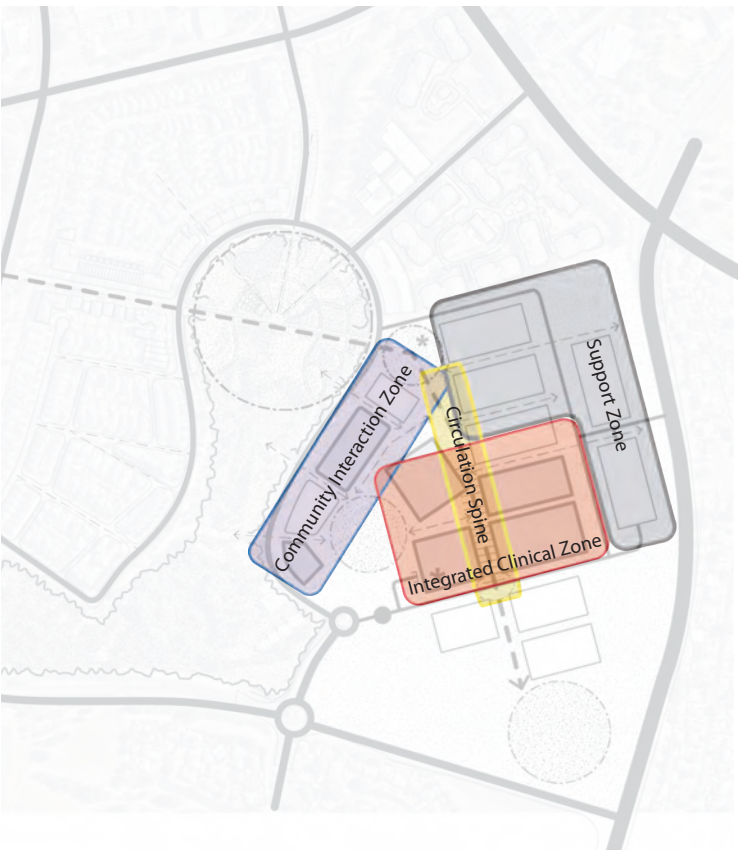 Support Zone
Community Interaction Zone
Circulation Spine
Integrated Clinical Zone